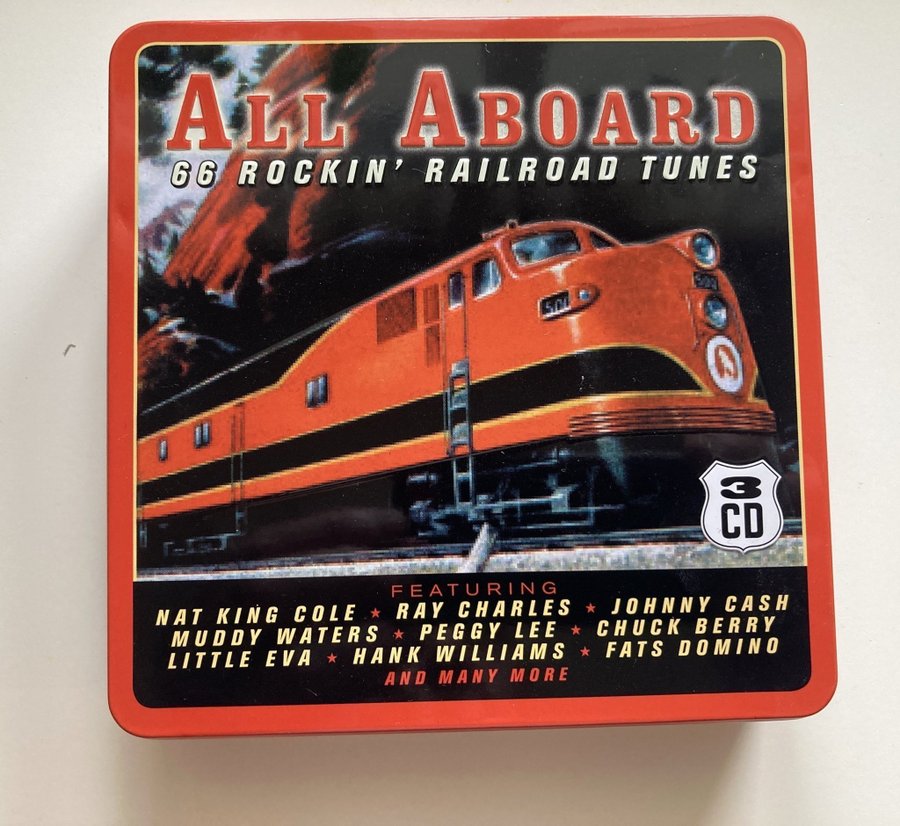 ALL ABOARD
66 ROCKIN' RAILROAD TUNES
3
CD
FEATURING
NAT KING COLE ★ RAY CHARLES ★ JOHNNY CASH
MUDDY WATERS ★ PEGGY LEE ★ CHUCK BERRY
LITTLE EVA ★ HANK WILLIAMS ★ FATS DOMINO
AND MANY MORE